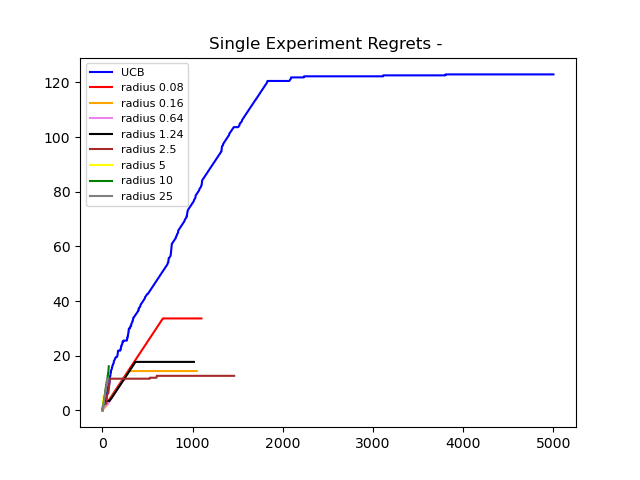 Single Experiment Regrets -
UCB
radius 0.08
radius 0.16
radius 0.64
radius 1.24
radius 2.5
radius 5
radius 10
radius 25
120
100
80
60
40
20
0
0 1000 2000 3000 4000 5000